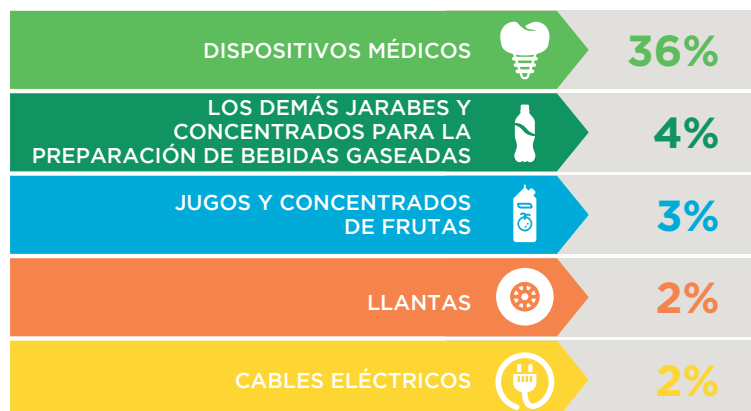 DISPOSITIVOS MÉDICOS
36%
LOS DEMÁS JARABES Y
CONCENTRADOS PARA LA
PREPARACIÓN DE BEBIDAS GASEADAS
4%
JUGOS Y CONCENTRADOS
DE FRUTAS
3%
LLANTAS
2%
CABLES ELÉCTRICOS
2%